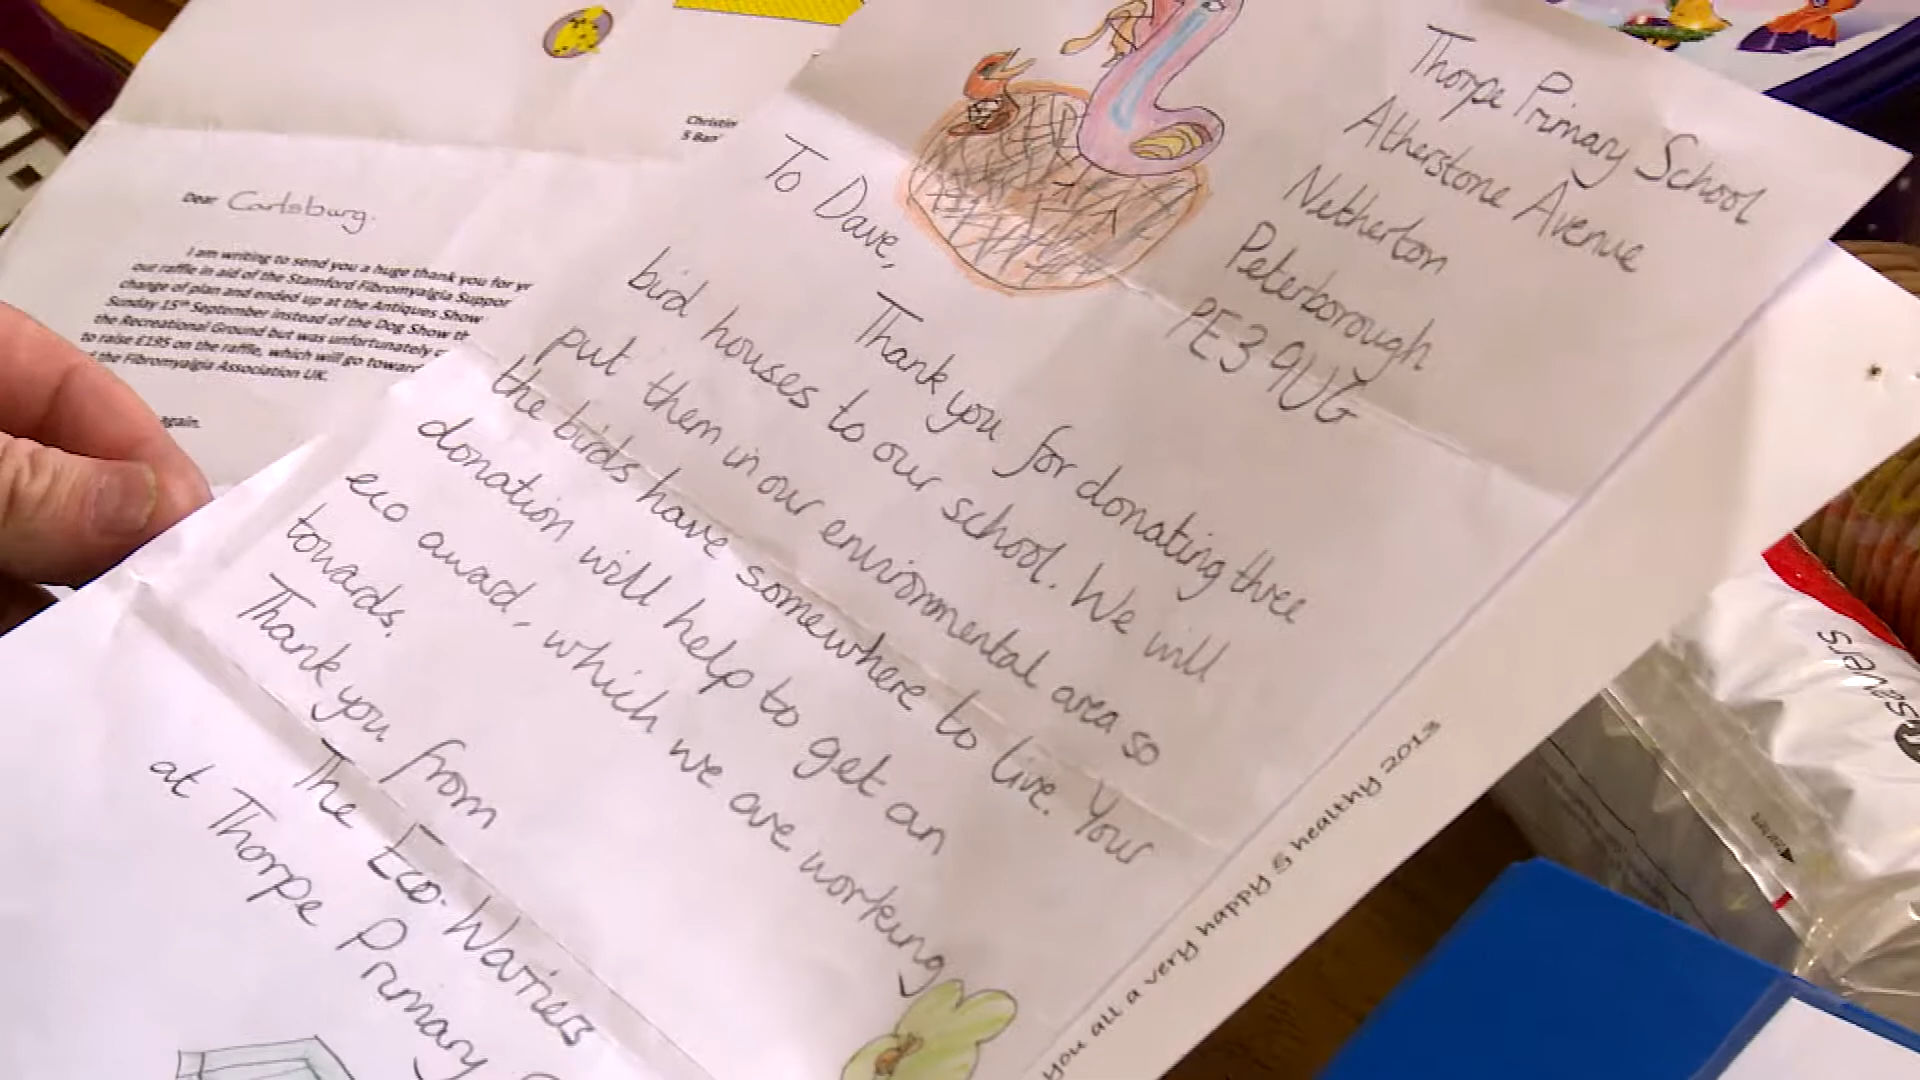 Thorpe Primary School
Atherstone Avenue
Netherton
Peterborough
PE3 9UG
To Dave,
Thank you for donating three
bird houses to our school. We will
put them in our environmental area so
the birds have somewhere to live. Your
donation will help to get an
eco award, which we are working
towards.
Thank you from
The Eco-Warriers
at Thorpe Primary
Dear Carlsburg.
I am writing to send you a huge thank you for
our raffle in aid of the Stamford Fibromyalgia
change of plan and ended up at the Antiques Show
Sunday 15th September instead of the Dog Show
the Recreational Ground but was unfortunately
to raise £195 on the raffle, which will go
the Fibromyalgia Association UK.
again.
5
you all a very happy & healthy 2013